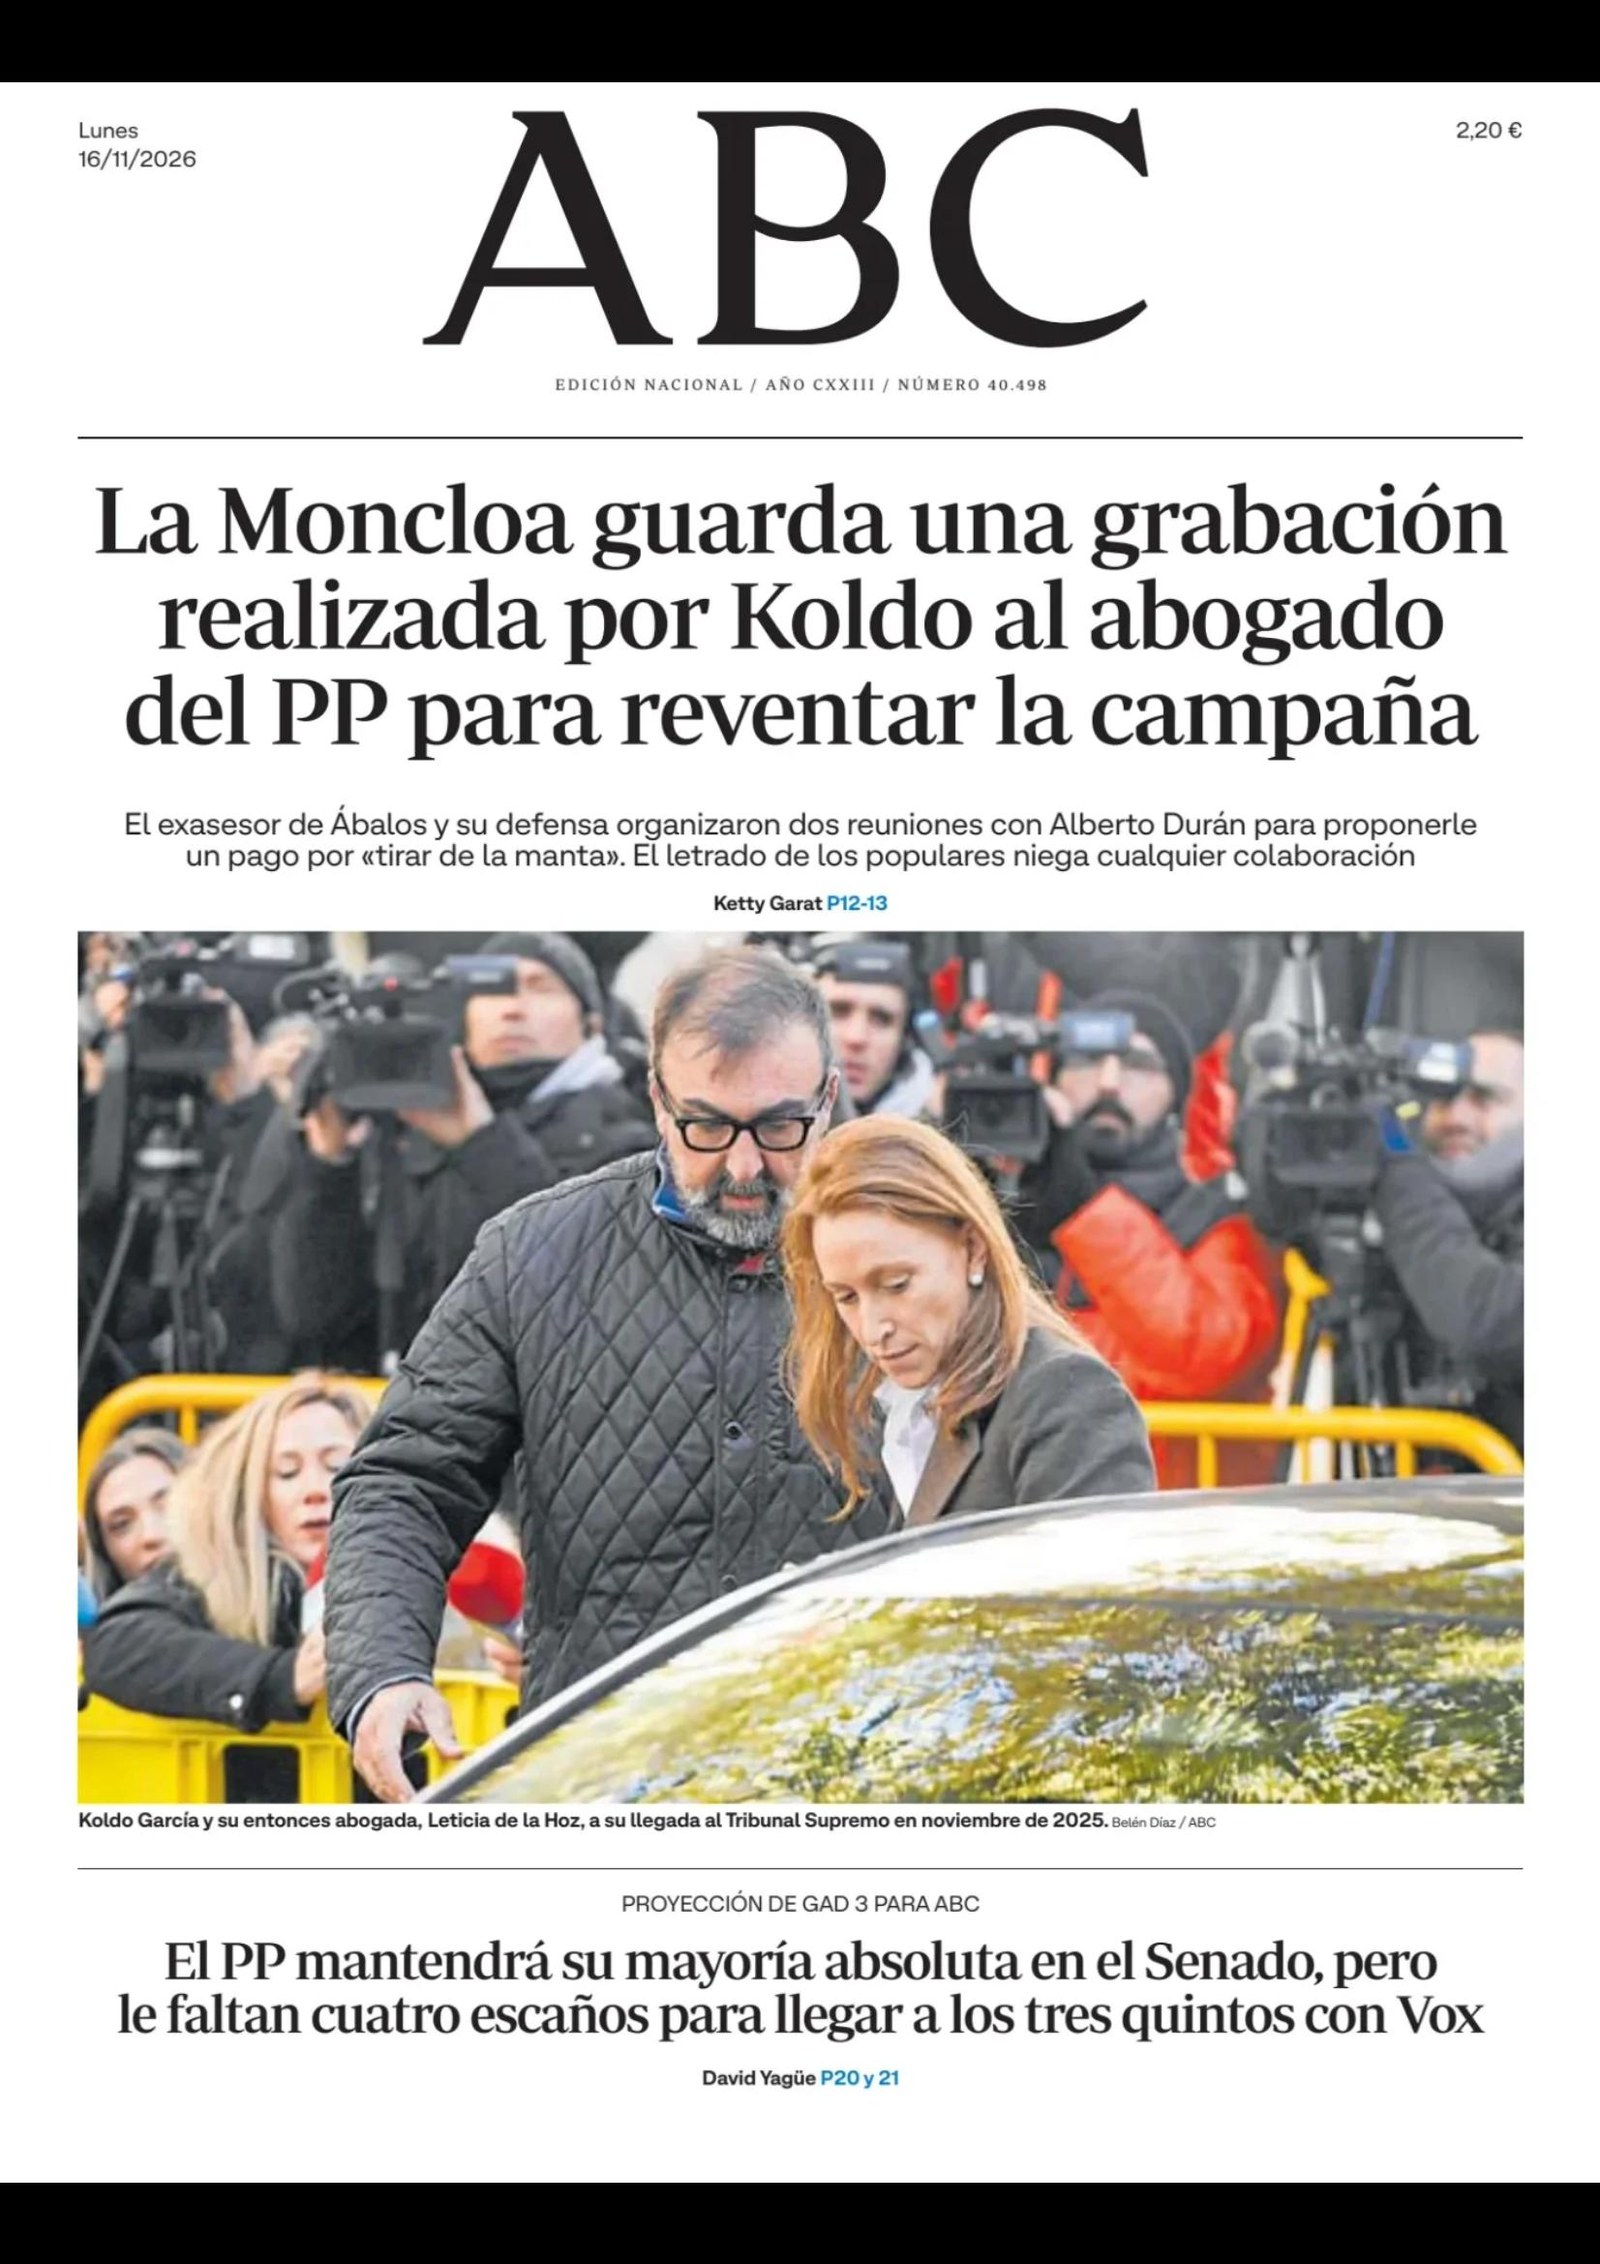 Lunes
16/11/2026
ABC
2,20 €
EDICIÓN NACIONAL / AÑO CXXIII / NÚMERO 40.498
La Moncloa guarda una grabación
realizada por Koldo al abogado
del PP para reventar la campaña
El exasesor de Ábalos y su defensa organizaron dos reuniones con Alberto Durán para proponerle
un pago por «tirar de la manta». El letrado de los populares niega cualquier colaboración
Ketty Garat P12-13
Koldo García y su entonces abogada, Leticia de la Hoz, a su llegada al Tribunal Supremo en noviembre de 2025. Belén Díaz / ABC
PROYECCIÓN DE GAD 3 PARA ABC
El PP mantendrá su mayoría absoluta en el Senado, pero
le faltan cuatro escaños para llegar a los tres quintos con Vox
David Yagüe P20 y 21